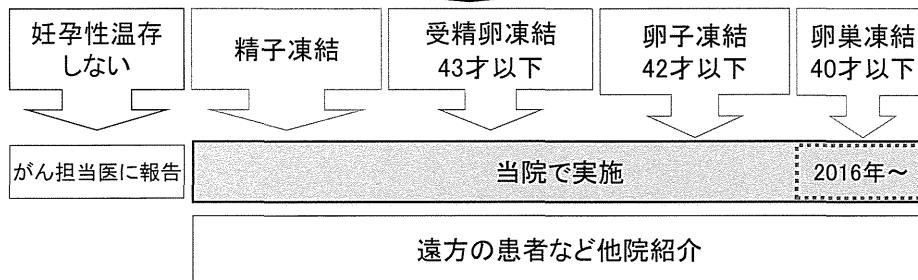 妊孕性温存
しない
精子凍結
受精卵凍結
43才以下
卵子凍結
42才以下
卵巣凍結
40才以下
がん担当医に報告
当院で実施
2016年~
遠方の患者など他院紹介